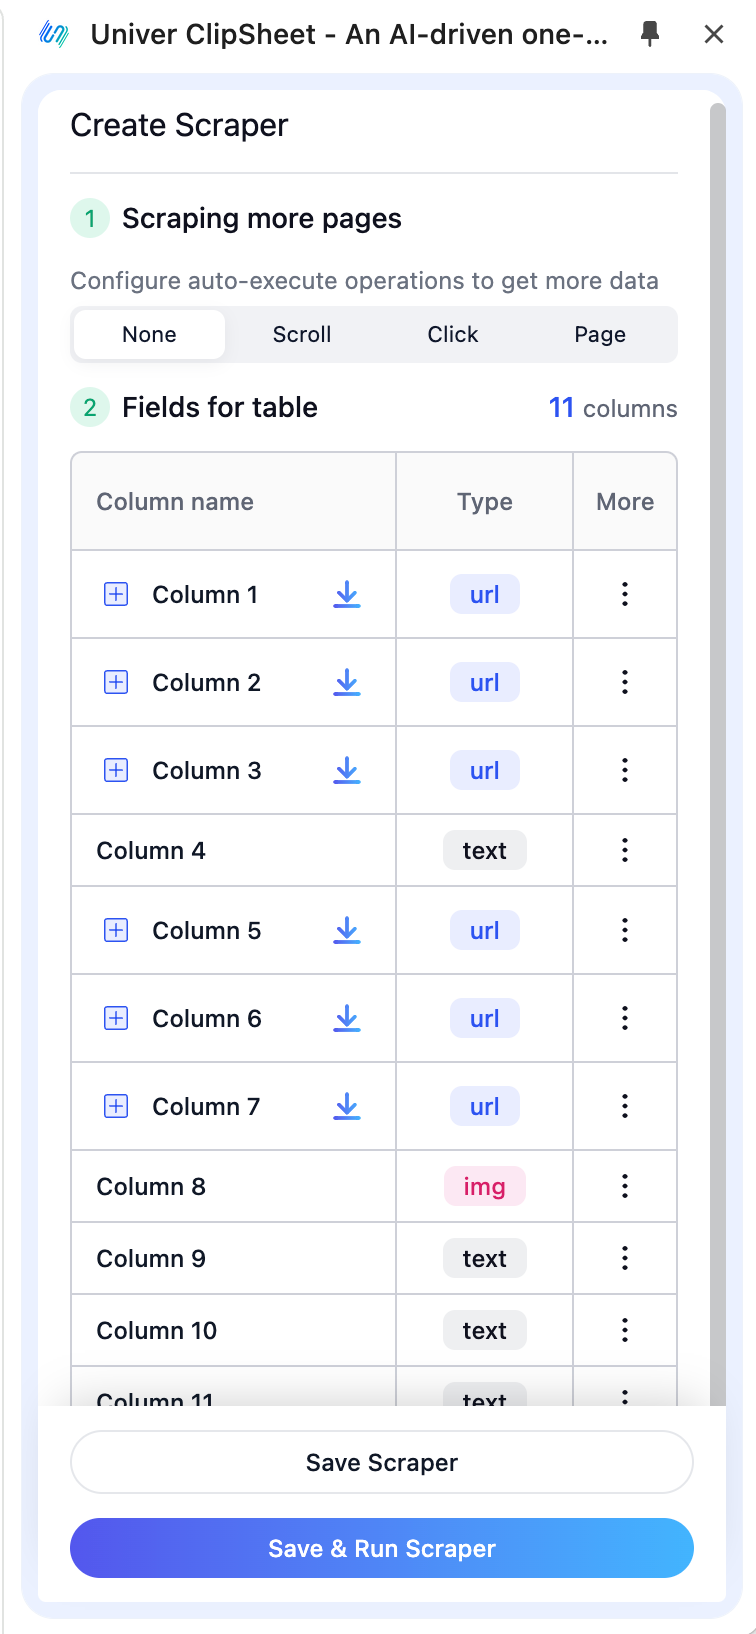 Univer ClipSheet - An AI-driven one-...
Create Scraper
1 Scraping more pages
Configure auto-execute operations to get more data
None Scroll Click Page
2 Fields for table 11 columns
Column name Type More
Column 1 url
Column 2 url
Column 3 url
Column 4 text
Column 5 url
Column 6 url
Column 7 url
Column 8 img
Column 9 text
Column 10 text
Column 11 text
Save Scraper
Save & Run Scraper